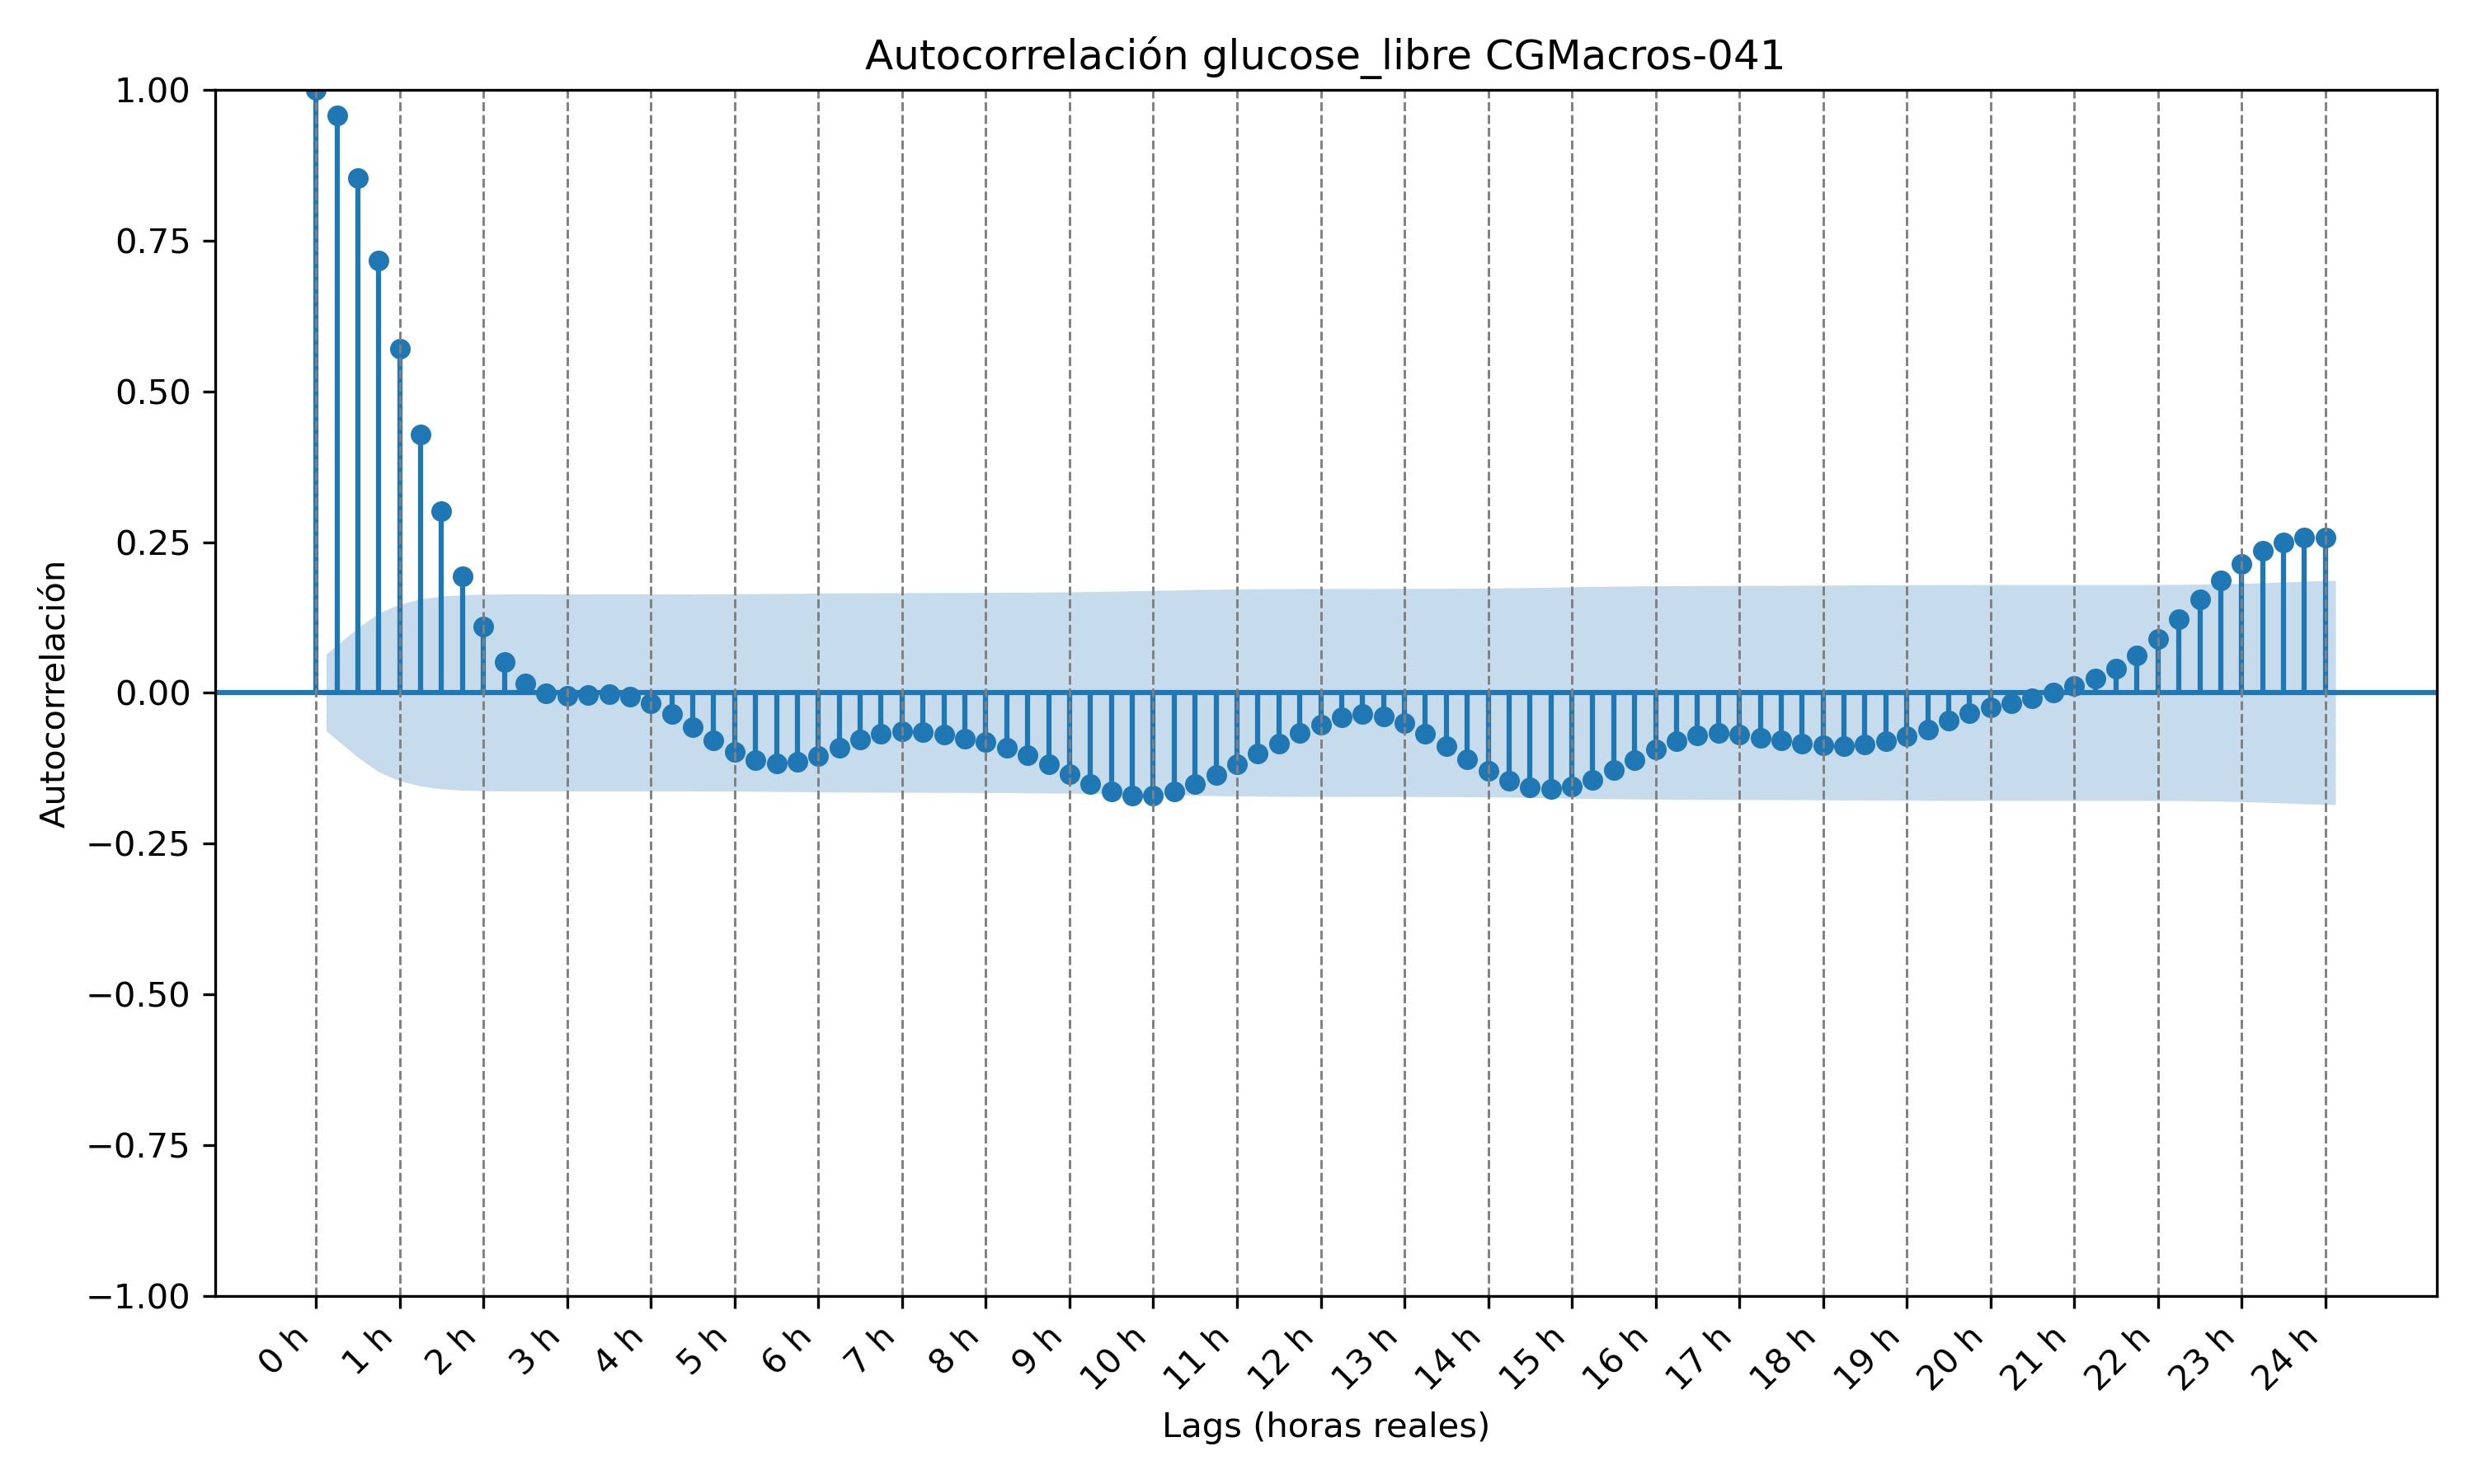 Autocorrelación glucose_libre CGMacros-041
Autocorrelación
1.00
0.75
0.50
0.25
0.00
−0.25
−0.50
−0.75
−1.00
0 h 1 h 2 h 3 h 4 h 5 h 6 h 7 h 8 h 9 h 10 h 11 h 12 h 13 h 14 h 15 h 16 h 17 h 18 h 19 h 20 h 21 h 22 h 23 h 24 h
Lags (horas reales)